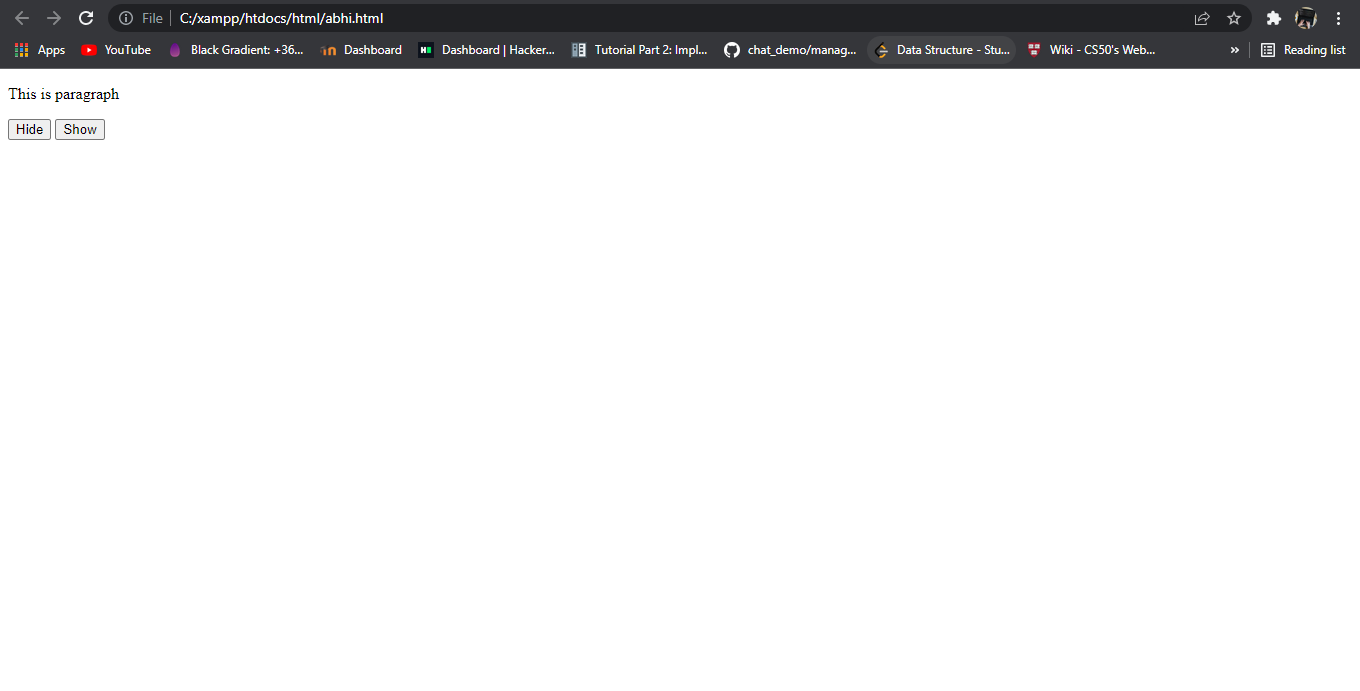 File C:/xampp/htdocs/html/abhi.html
Apps YouTube Black Gradient: +36... Dashboard Dashboard | Hacker... Tutorial Part 2: Impl... chat_demo/manag... Data Structure - Stu... Wiki - CS50's Web... » Reading list
This is paragraph
Hide Show